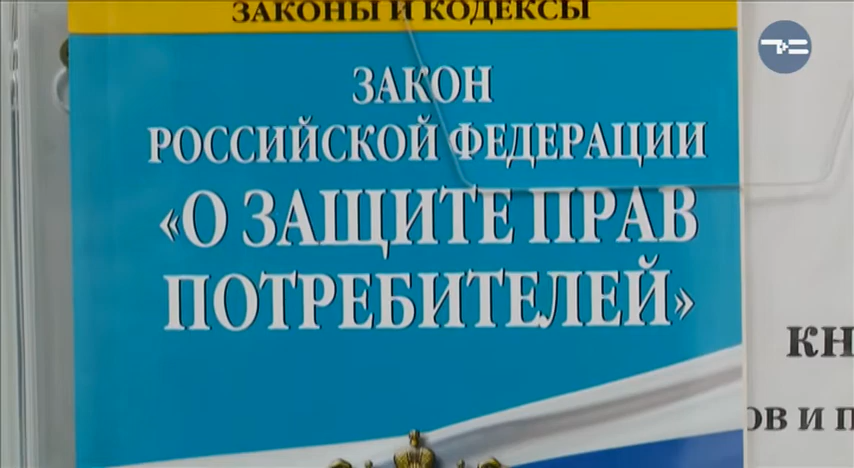 ЗАКОНЫ И КОДЕКСЫ
ЗАКОН
РОССИЙСКОЙ ФЕДЕРАЦИИ
«О ЗАЩИТЕ ПРАВ
ПОТРЕБИТЕЛЕЙ»
И